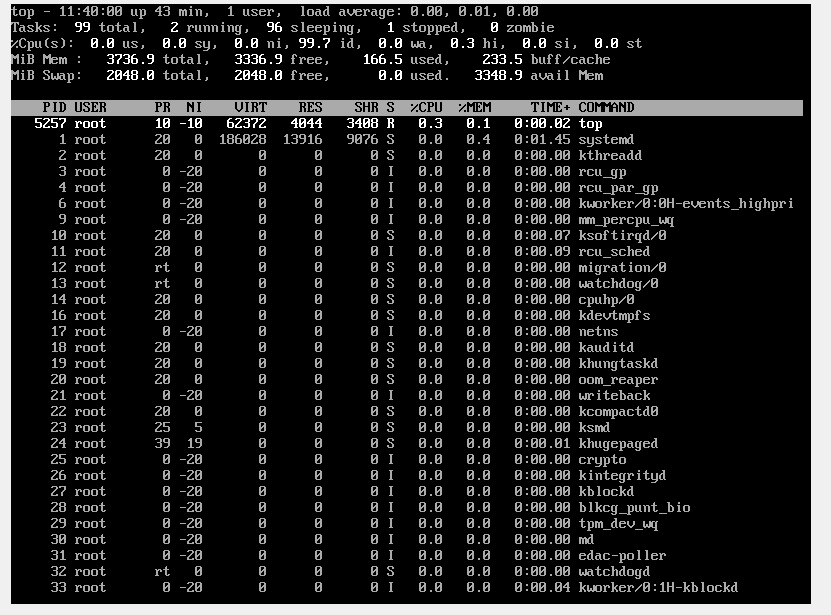 top - 11:40:00 up 43 min,  1 user,  load average: 0.00, 0.01, 0.00
Tasks:  99 total,   2 running,  96 sleeping,   1 stopped,   0 zombie
%Cpu(s):  0.0 us,  0.0 sy,  0.0 ni, 99.7 id,  0.0 wa,  0.3 hi,  0.0 si,  0.0 st
MiB Mem :   3736.9 total,   3336.9 free,    166.5 used,    233.5 buff/cache
MiB Swap:   2048.0 total,   2048.0 free,      0.0 used.   3348.9 avail Mem
PID USER      PR  NI    VIRT    RES    SHR S  %CPU  %MEM     TIME+ COMMAND
5257 root      10 -10   62372   4044   3408 R   0.3   0.1   0:00.02 top
1 root      20   0  186028  13916   9076 S   0.0   0.4   0:01.45 systemd
2 root      20   0       0      0      0 S   0.0   0.0   0:00.00 kthreadd
3 root       0 -20       0      0      0 I   0.0   0.0   0:00.00 rcu_gp
4 root       0 -20       0      0      0 I   0.0   0.0   0:00.00 rcu_par_gp
6 root       0 -20       0      0      0 I   0.0   0.0   0:00.00 kworker/0:0H-events_highpri
9 root       0 -20       0      0      0 I   0.0   0.0   0:00.00 mm_percpu_wq
10 root      20   0       0      0      0 S   0.0   0.0   0:00.07 ksoftirqd/0
11 root      20   0       0      0      0 I   0.0   0.0   0:00.09 rcu_sched
12 root      rt   0       0      0      0 S   0.0   0.0   0:00.00 migration/0
13 root      rt   0       0      0      0 S   0.0   0.0   0:00.00 watchdog/0
14 root      20   0       0      0      0 S   0.0   0.0   0:00.00 cpuhp/0
16 root      20   0       0      0      0 S   0.0   0.0   0:00.00 kdevtmpfs
17 root       0 -20       0      0      0 I   0.0   0.0   0:00.00 netns
18 root      20   0       0      0      0 S   0.0   0.0   0:00.00 kauditd
19 root      20   0       0      0      0 S   0.0   0.0   0:00.00 khungtaskd
20 root      20   0       0      0      0 S   0.0   0.0   0:00.00 oom_reaper
21 root       0 -20       0      0      0 I   0.0   0.0   0:00.00 writeback
22 root      20   0       0      0      0 S   0.0   0.0   0:00.00 kcompactd0
23 root      25   5       0      0      0 S   0.0   0.0   0:00.00 ksmd
24 root      39  19       0      0      0 S   0.0   0.0   0:00.01 khugepaged
25 root       0 -20       0      0      0 I   0.0   0.0   0:00.00 crypto
26 root       0 -20       0      0      0 I   0.0   0.0   0:00.00 kintegrityd
27 root       0 -20       0      0      0 I   0.0   0.0   0:00.00 kblockd
28 root       0 -20       0      0      0 I   0.0   0.0   0:00.00 blkcg_punt_bio
29 root       0 -20       0      0      0 I   0.0   0.0   0:00.00 tpm_dev_wq
30 root       0 -20       0      0      0 I   0.0   0.0   0:00.00 md
31 root       0 -20       0      0      0 I   0.0   0.0   0:00.00 edac-poller
32 root      rt   0       0      0      0 S   0.0   0.0   0:00.00 watchdogd
33 root       0 -20       0      0      0 I   0.0   0.0   0:00.04 kworker/0:1H-kblockd